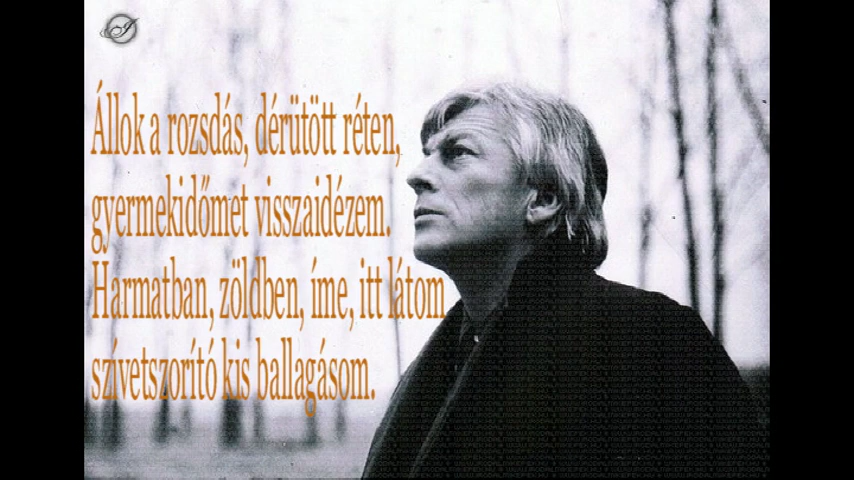 Állok a rozsdás, dérütött réten,
gyermekidőmet visszaidézem.
Harmatban, zöldben, íme, itt látom
szívetszorító kis ballagásom.